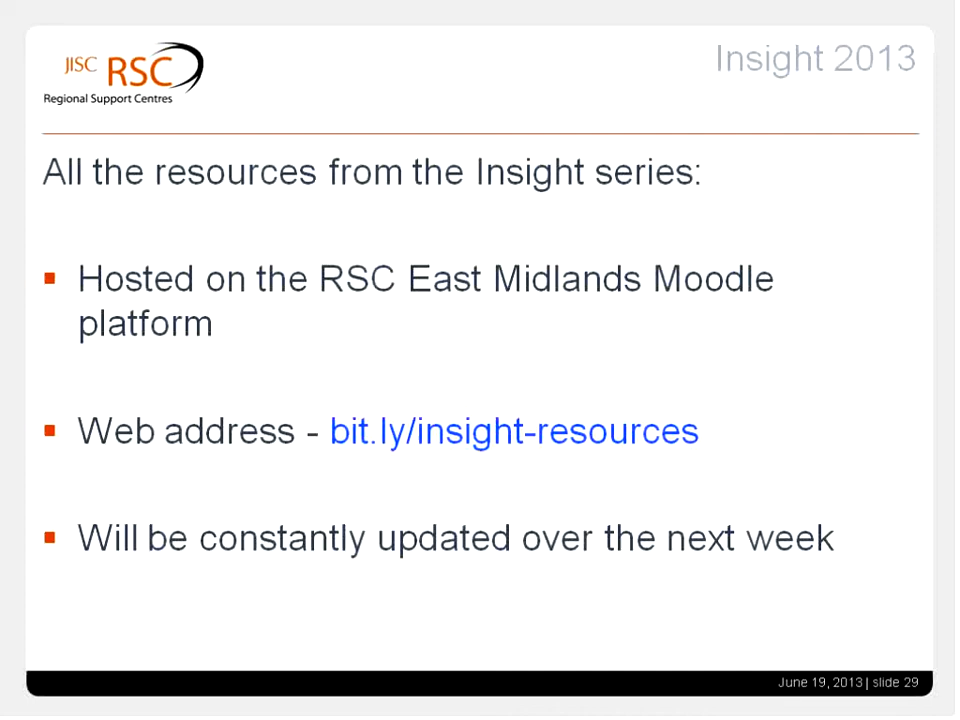 JISC RSC
Regional Support Centres
Insight 2013
All the resources from the Insight series:
Hosted on the RSC East Midlands Moodle
platform
Web address - bit.ly/insight-resources
Will be constantly updated over the next week
June 19, 2013 | slide 29